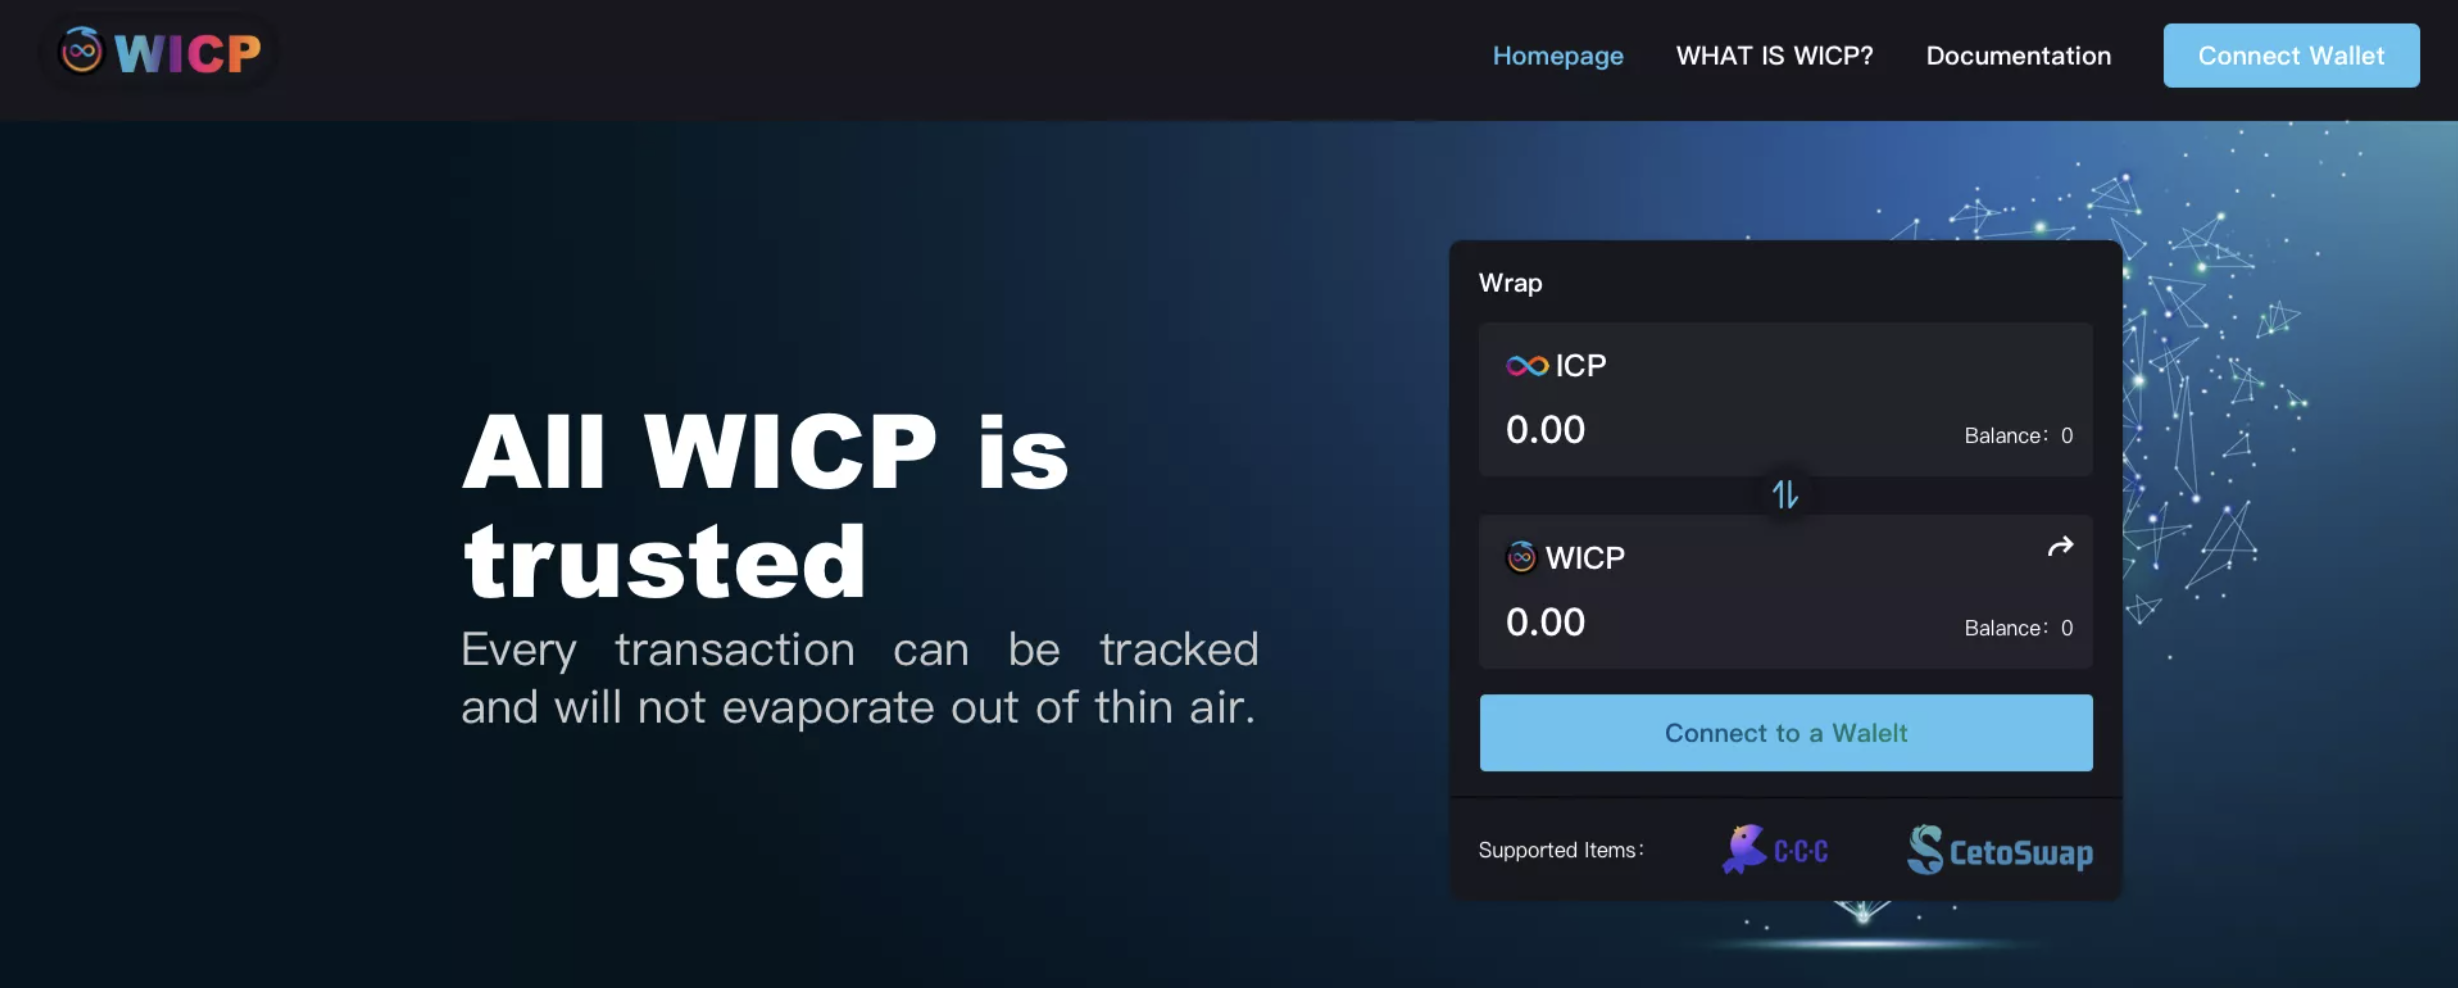 WICP
Homepage
WHAT IS WICP?
Documentation
Connect Wallet
All WICP is
trusted
Every transaction can be tracked
and will not evaporate out of thin air.
Wrap
ICP
0.00
Balance: 0
WICP
0.00
Balance: 0
Connect to a Walelt
Supported Items:
C·C·C
CetoSwap